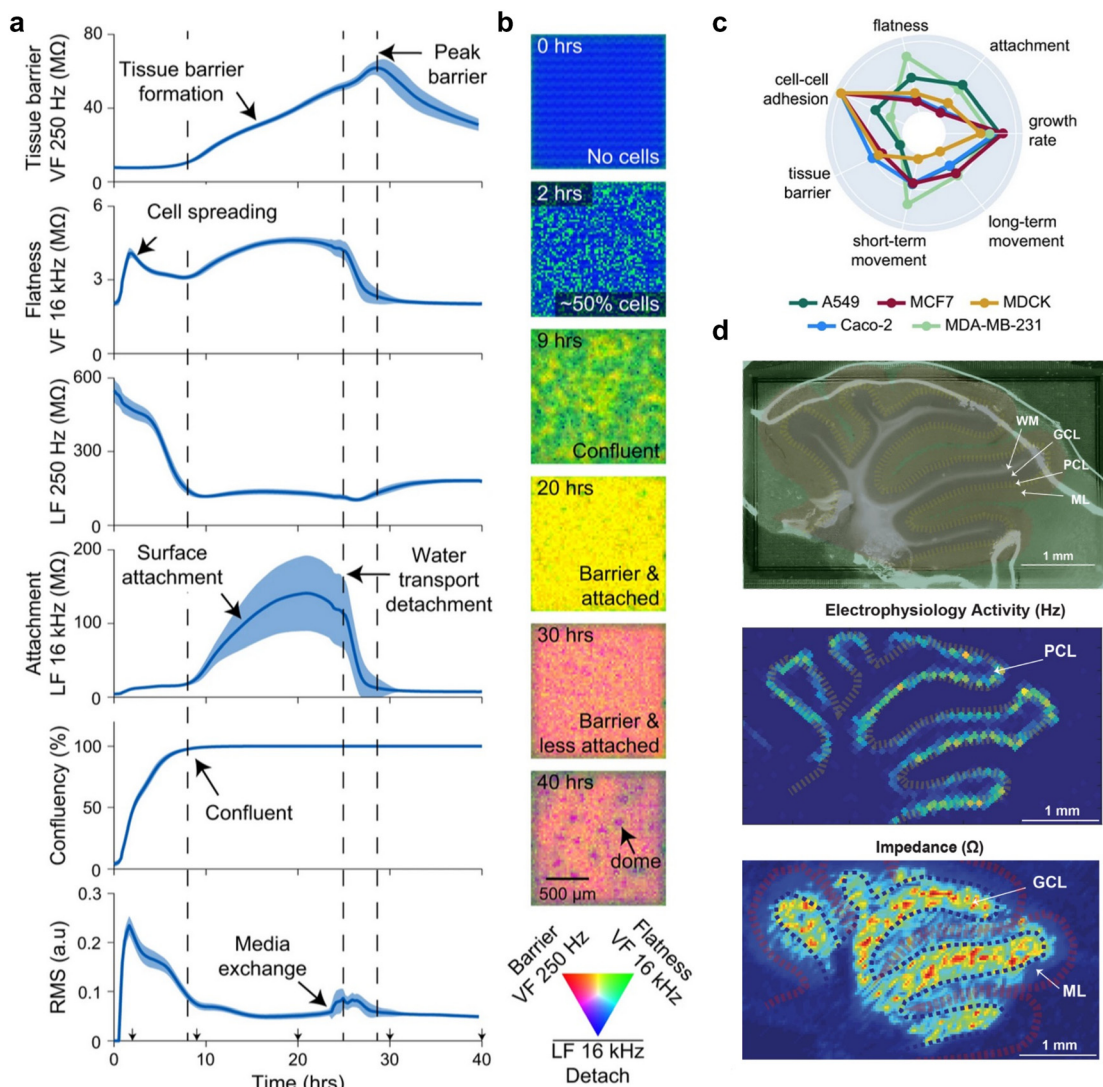 a
Tissue barrier
VF 250 Hz (MΩ)
80
40
0
Tissue barrier
formation
Peak
barrier
Flatness
VF 16 kHz (MΩ)
6
3
0
Cell spreading
LF 250 Hz (MΩ)
600
300
0
Attachment
LF 16 kHz (MΩ)
200
100
0
Surface
attachment
Water
transport
detachment
Confluency (%)
100
50
0
Confluent
RMS (a.u)
0.3
0.2
0.1
0
Media
exchange
0
10
20
30
40
Time (hrs)
b
0 hrs
No cells
2 hrs
~50% cells
9 hrs
Confluent
20 hrs
Barrier &
attached
30 hrs
Barrier &
less attached
40 hrs
dome
500 µm
Barrier
VF 250 Hz
Flatness
VF 16 kHz
LF 16 kHz
Detach
c
flatness
attachment
cell-cell
adhesion
growth
rate
tissue
barrier
short-term
movement
long-term
movement
A549
MCF7
MDCK
Caco-2
MDA-MB-231
d
WM
GCL
PCL
ML
1 mm
Electrophysiology Activity (Hz)
PCL
1 mm
Impedance (Ω)
GCL
ML
1 mm